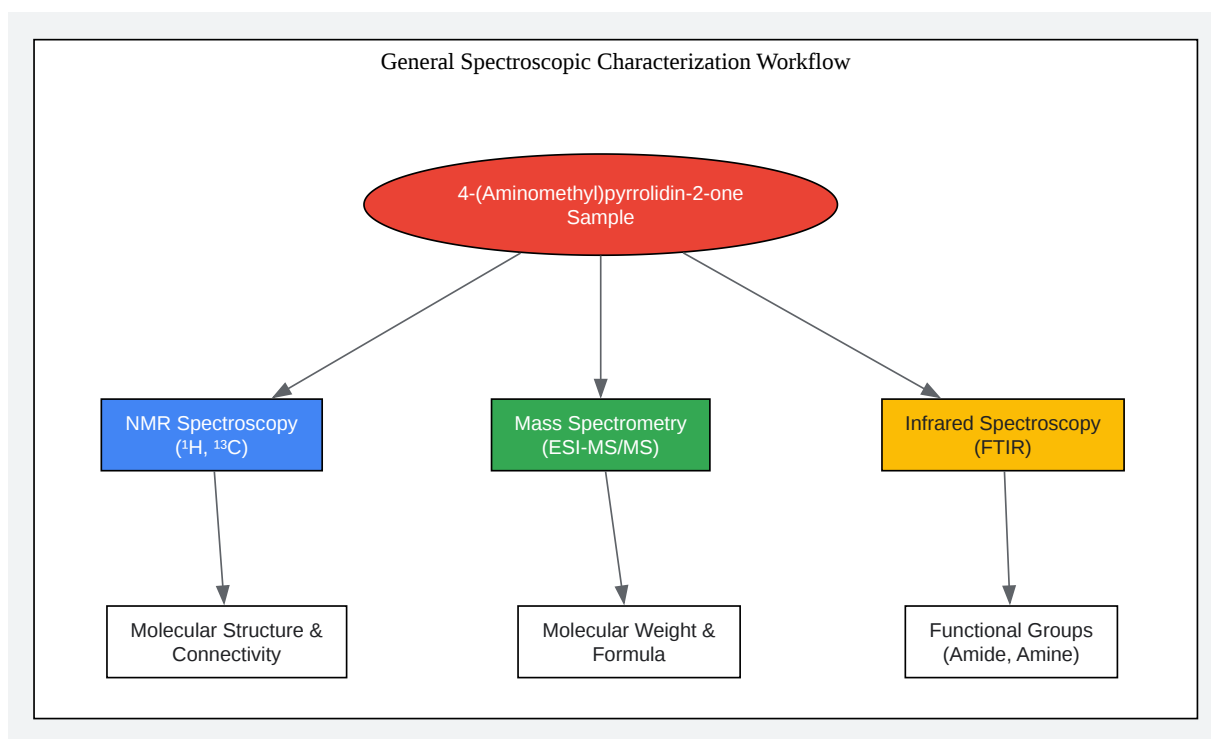 General Spectroscopic Characterization Workflow
4-(Aminomethyl)pyrrolidin-2-one
Sample
NMR Spectroscopy
(¹H, ¹³C)
Mass Spectrometry
(ESI-MS/MS)
Infrared Spectroscopy
(FTIR)
Molecular Structure &
Connectivity
Molecular Weight &
Formula
Functional Groups
(Amide, Amine)